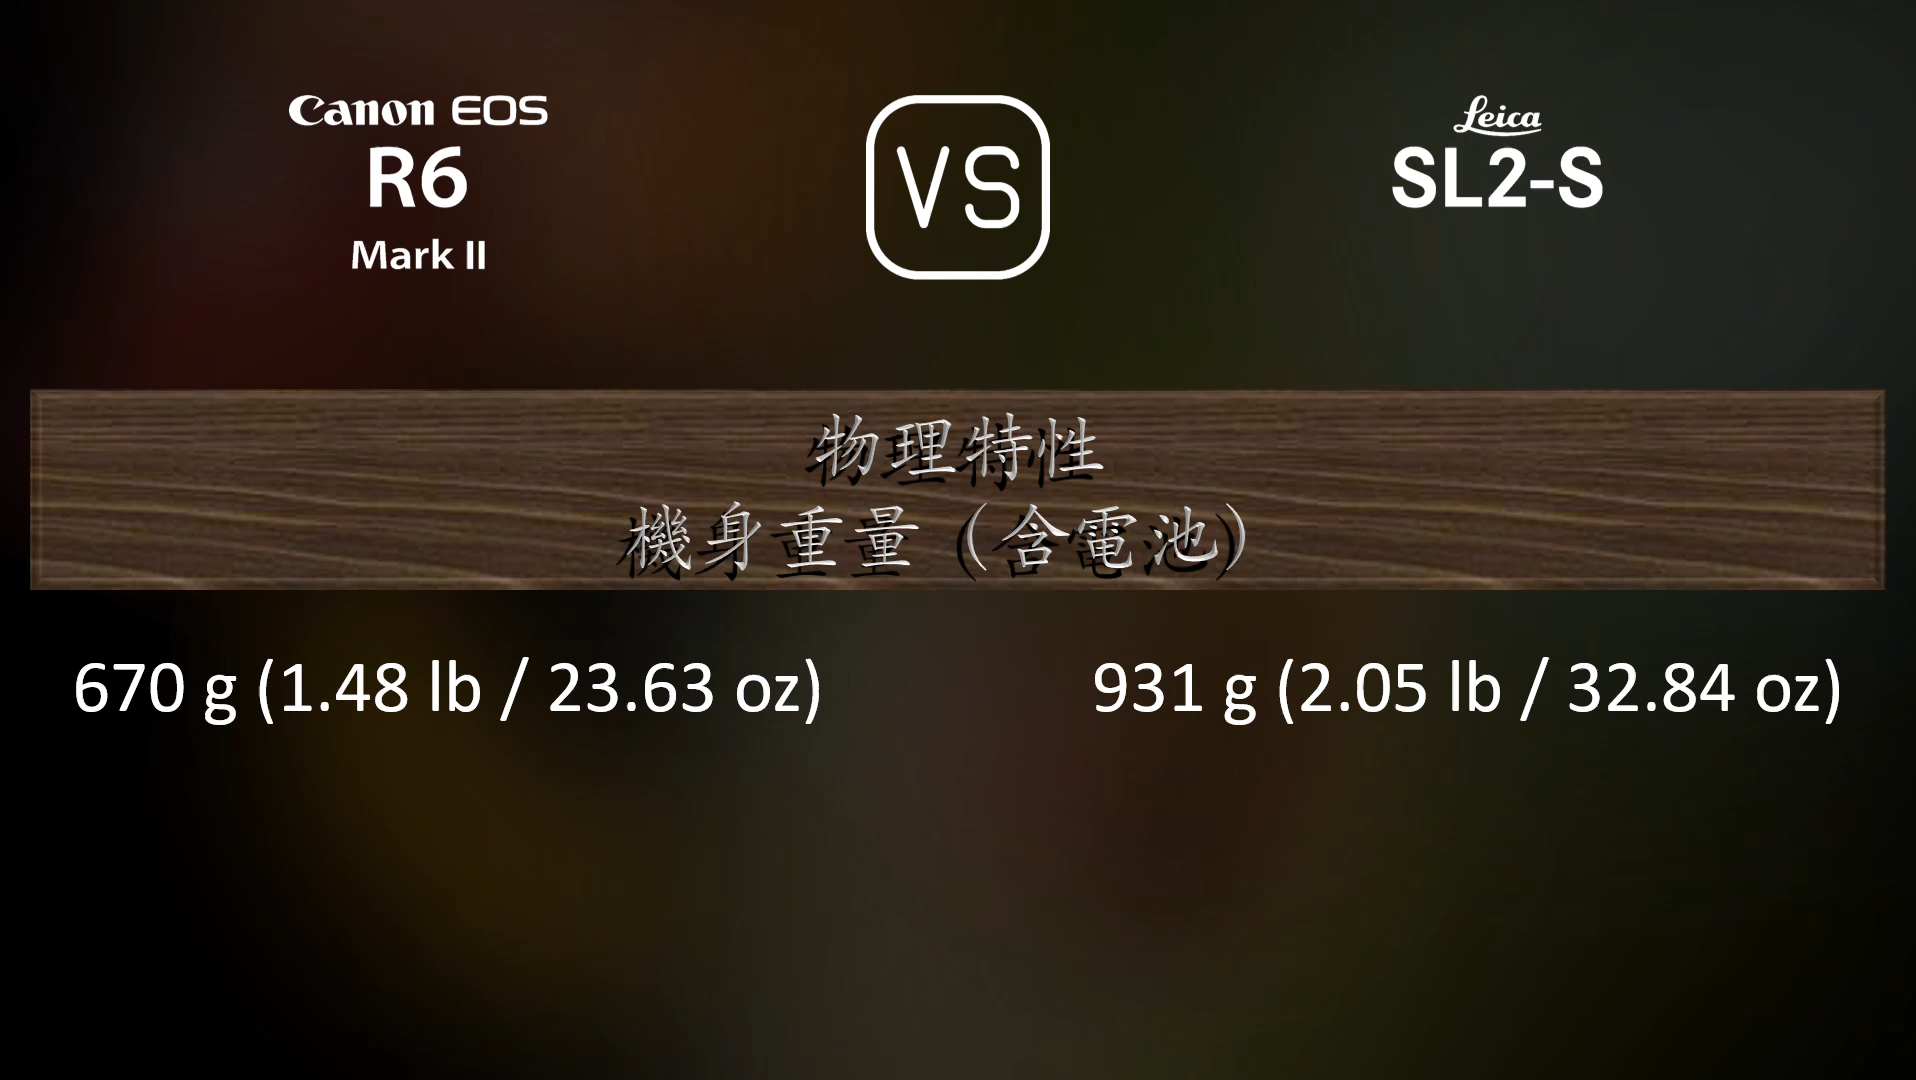 Canon EOS
R6
Mark II
VS
Leica
SL2-S
物理特性
機身重量（含電池）
670 g (1.48 lb / 23.63 oz)
931 g (2.05 lb / 32.84 oz)